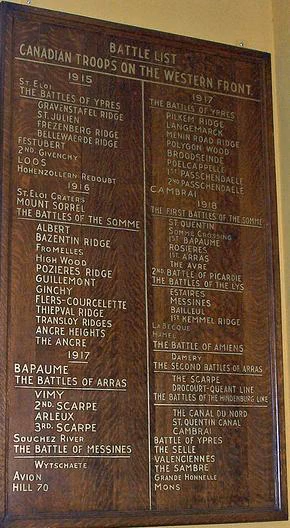 BATTLE LIST
CANADIAN TROOPS ON THE WESTERN FRONT.
1915
ST. ELOI
THE BATTLES OF YPRES
GRAVENSTAFEL RIDGE
ST. JULIEN
FREZENBERG RIDGE
BELLEWAERDE RIDGE
FESTUBERT
2ND. GIVENCHY
LOOS
HOHENZOLLERN REDOUBT
1916
ST. ELOI CRATERS
MOUNT SORREL
THE BATTLES OF THE SOMME
ALBERT
BAZENTIN RIDGE
FROMELLES
HIGH WOOD
POZIERES RIDGE
GUILLEMONT
GINCHY
FLERS-COURCELETTE
THIEPVAL RIDGE
TRANSLOY RIDGES
ANCRE HEIGHTS
THE ANCRE
1917
BAPAUME
THE BATTLES OF ARRAS
VIMY
2ND. SCARPE
ARLEUX
3RD. SCARPE
SOUCHEZ RIVER
THE BATTLE OF MESSINES
WYTSCHAETE
AVION
HILL 70
1917
THE BATTLES OF YPRES
PILKEM RIDGE
LANGEMARCK
MENIN ROAD RIDGE
POLYGON WOOD
BROODSEINDE
POELCAPPELLE
1ST PASSCHENDAELE
2ND PASSCHENDAELE
CAMBRAI
1918
THE FIRST BATTLES OF THE SOMME
ST. QUENTIN
SOMME CROSSING
1ST BAPAUME
ROSIERES
1ST. ARRAS
THE AVRE
2ND. BATTLE OF PICARDIE
THE BATTLES OF THE LYS
ESTAIRES
MESSINES
BAILLEUL
1ST KEMMEL RIDGE
LA BECQUE
HAMEL
THE BATTLE OF AMIENS
DAMERY
THE SECOND BATTLES OF ARRAS
THE SCARPE
DROCOURT-QUEANT LINE
THE BATTLES OF THE HINDENBURG LINE
THE CANAL DU NORD
ST. QUENTIN CANAL
CAMBRAI
BATTLE OF YPRES
THE SELLE
VALENCIENNES
THE SAMBRE
GRANDE HONNELLE
MONS